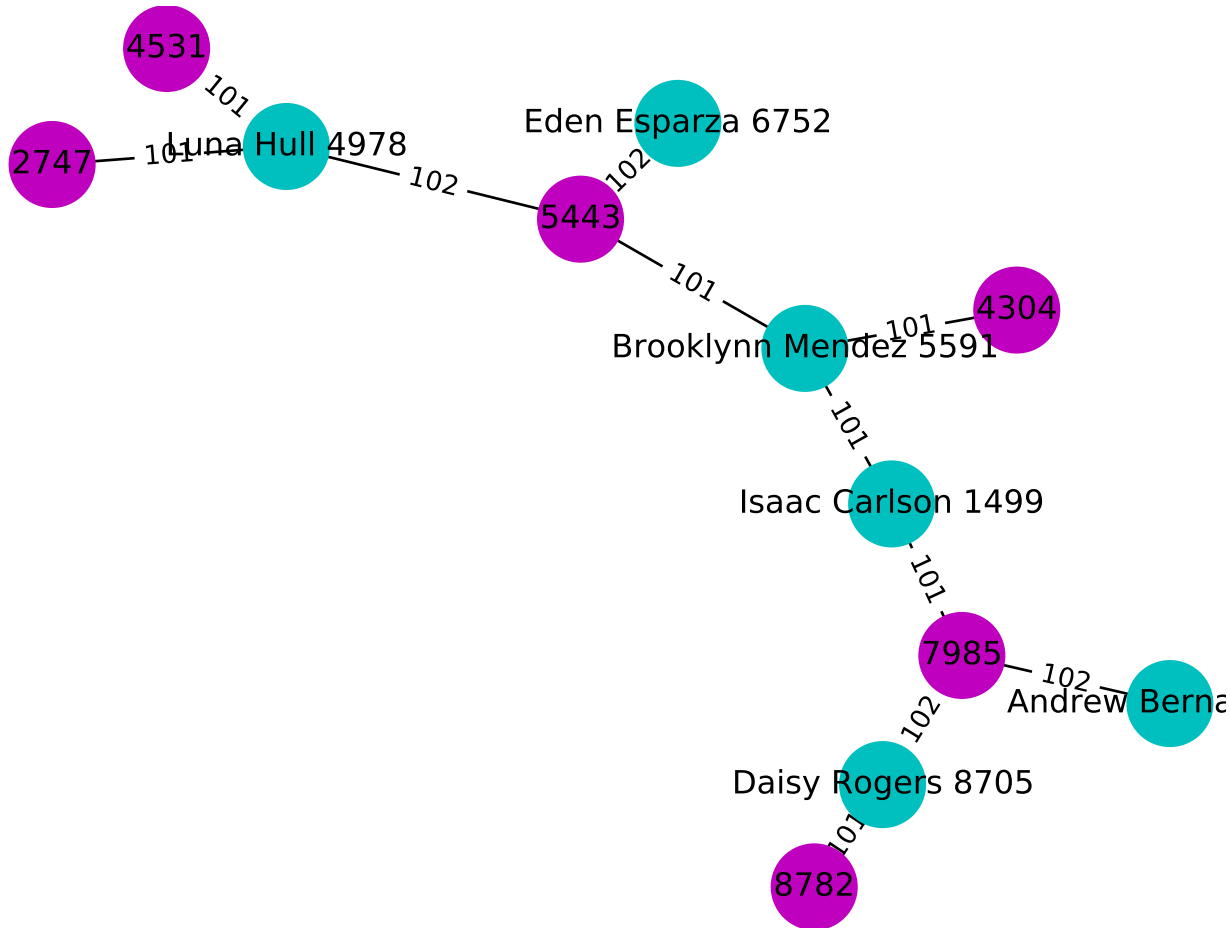 4531
101
Eden Esparza 6752
Luna Hull 4978
101
2747
102
102
5443
101
4304
101
Brooklynn Mendez 5591
101
Isaac Carlson 1499
101
7985
102
Andrew Berna
102
Daisy Rogers 8705
101
8782